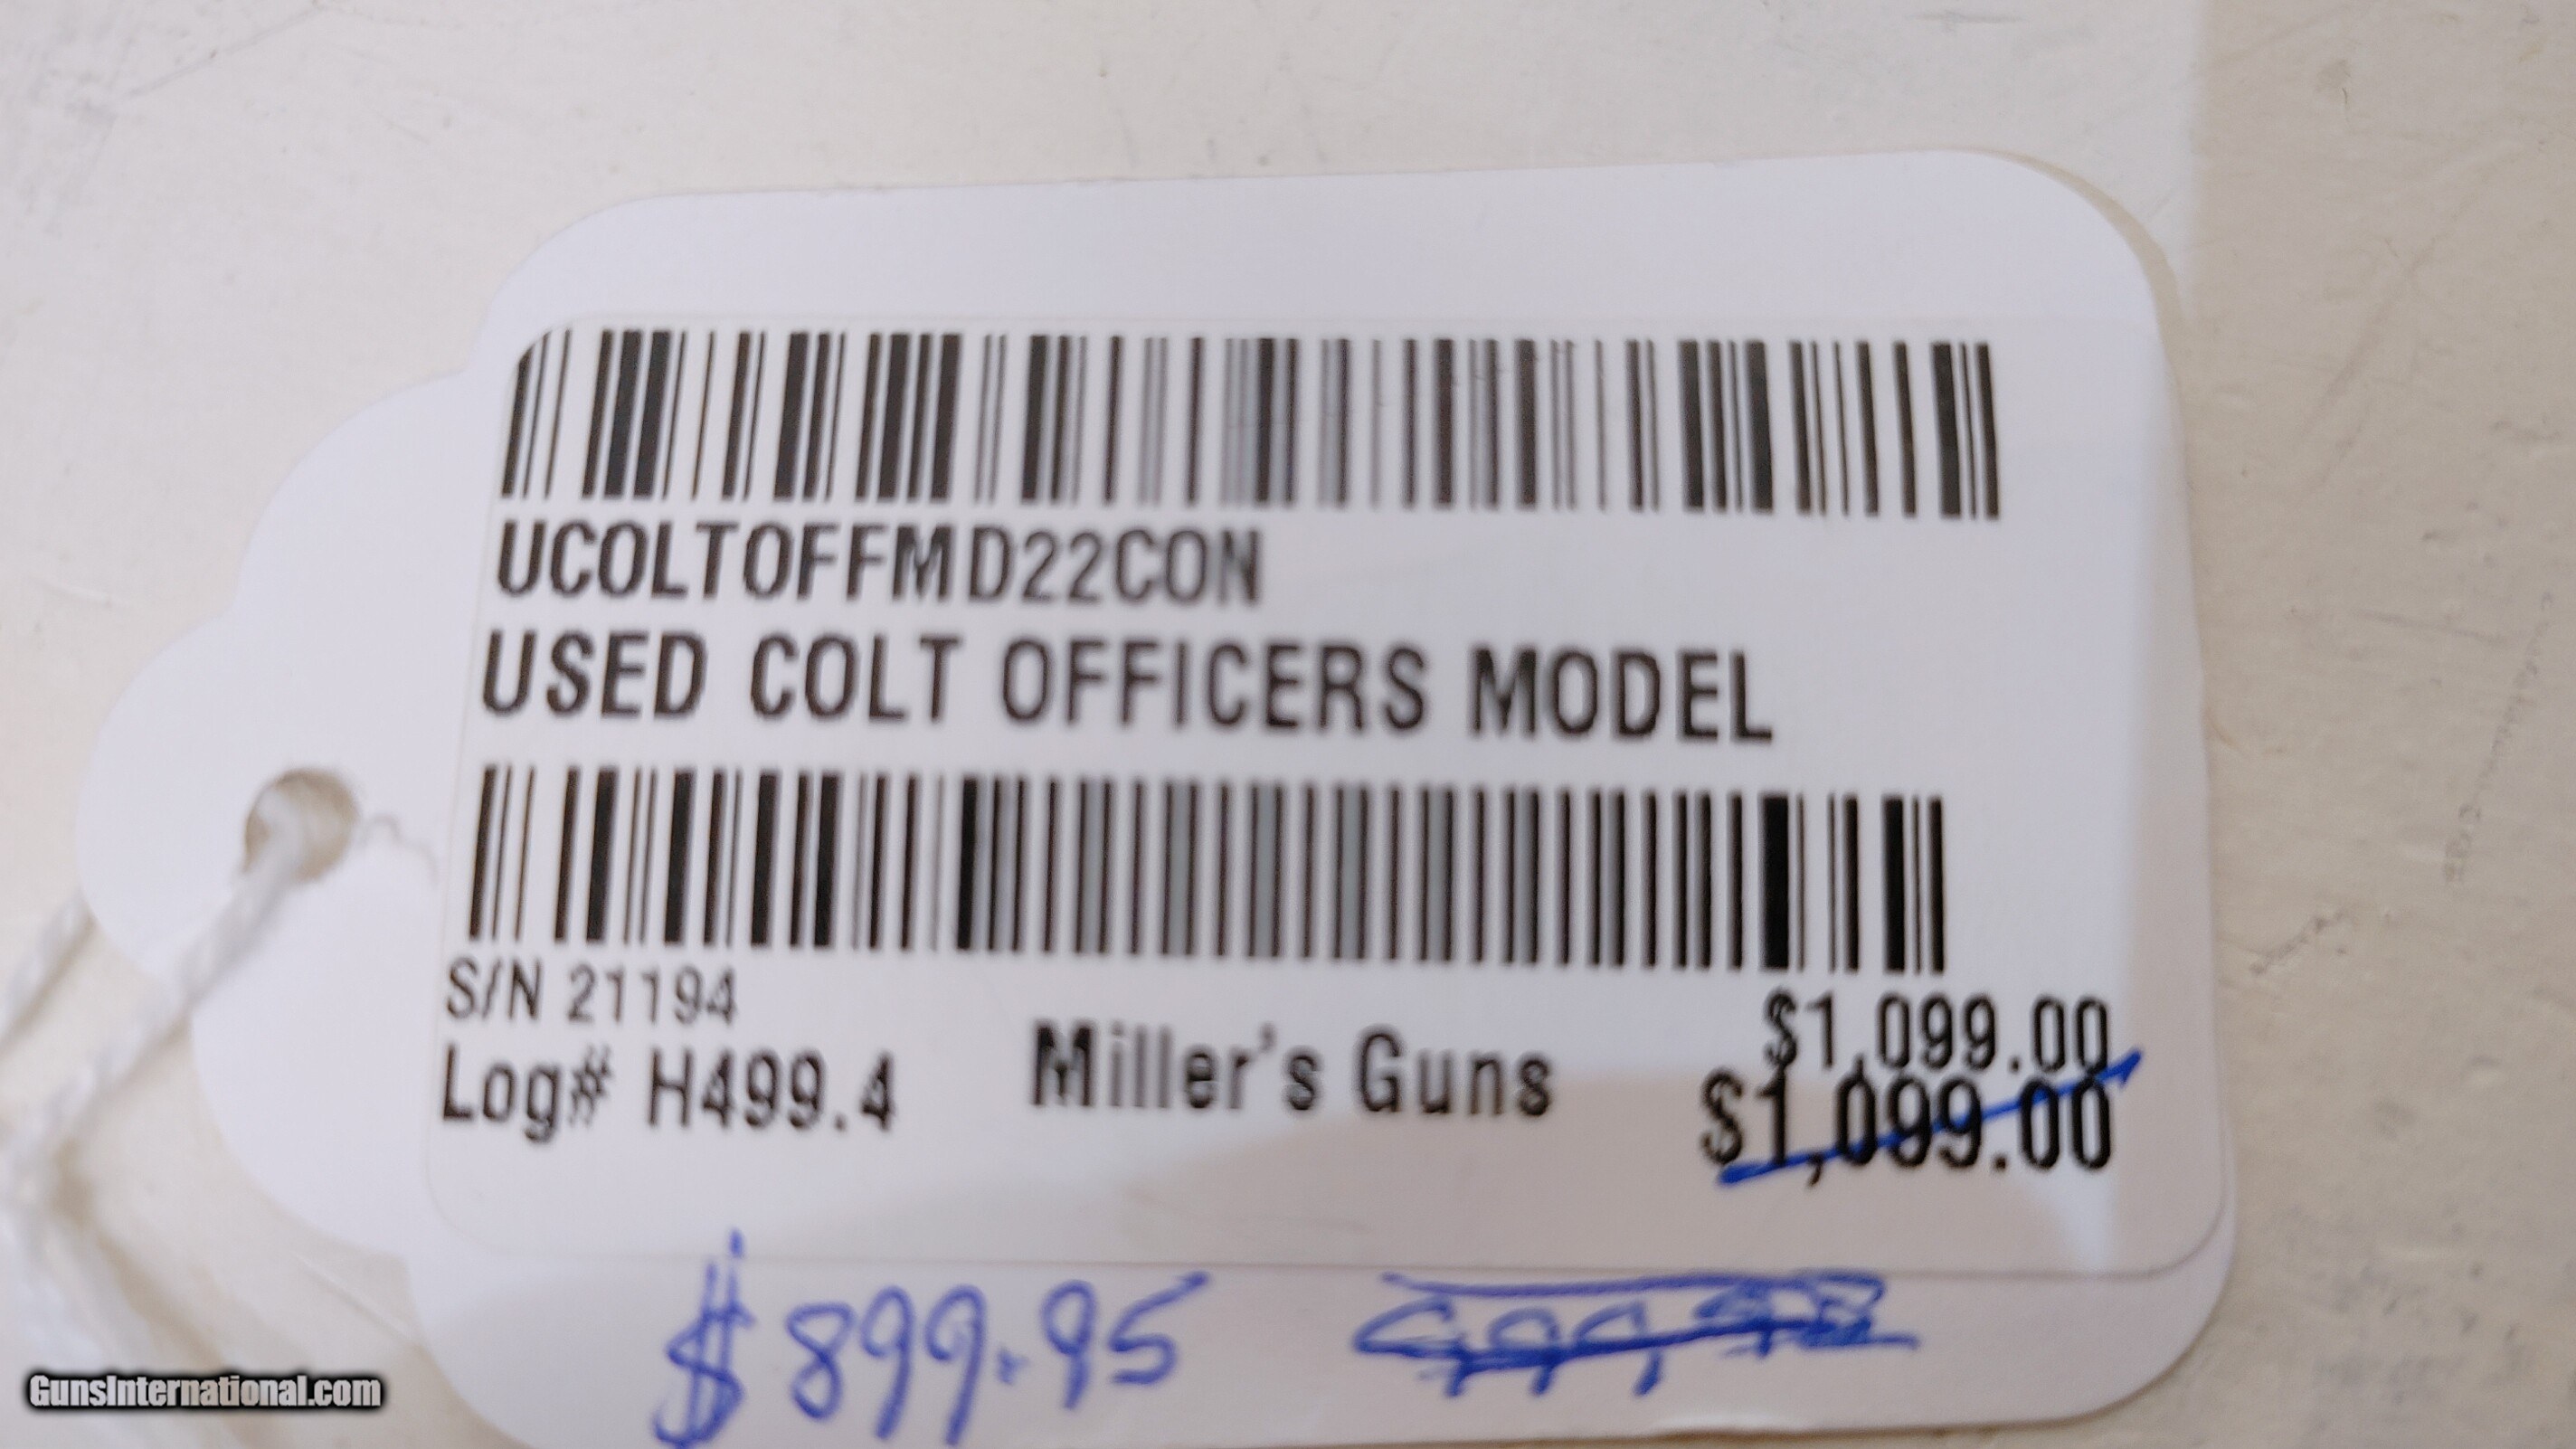 UCOLTOFFMD22CON
USED COLT OFFICERS MODEL
S/N 21194
Log# H499.4
Miller's Guns
$1,099.00
$1,099.00
$899.95
GunsInternational.com